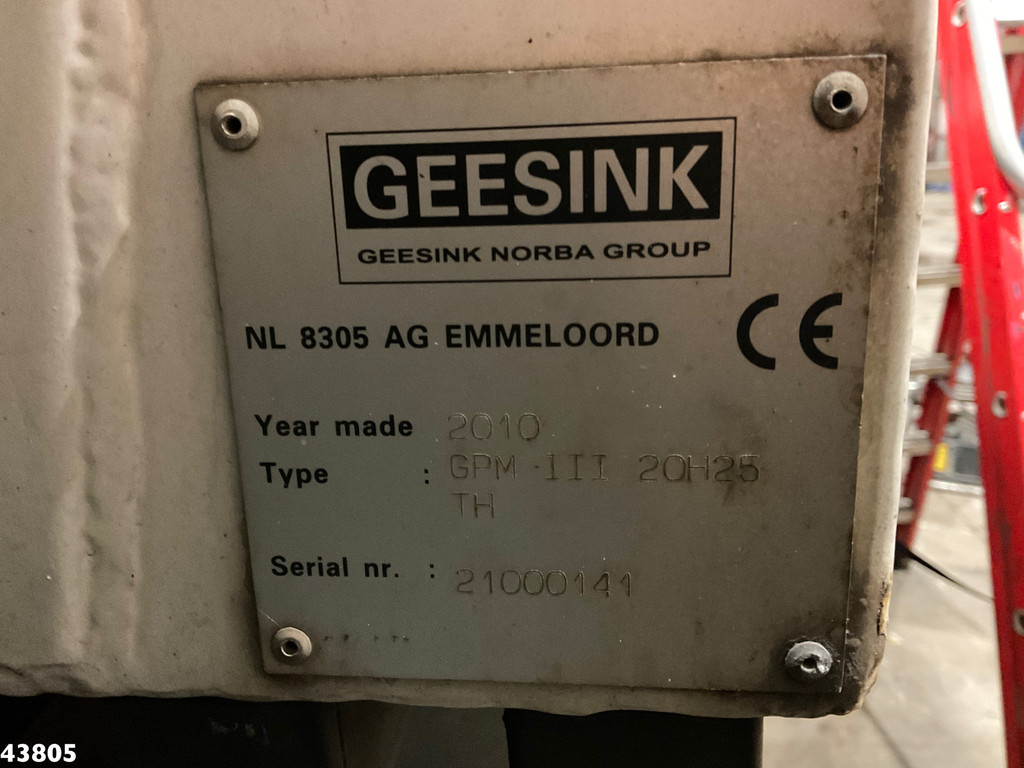 GEESINK
GEESINK NORBA GROUP
NL 8305 AG EMMELOORD CE
Year made 2010
Type : GPM III 20H25
TH
Serial nr. : 21000141
43805